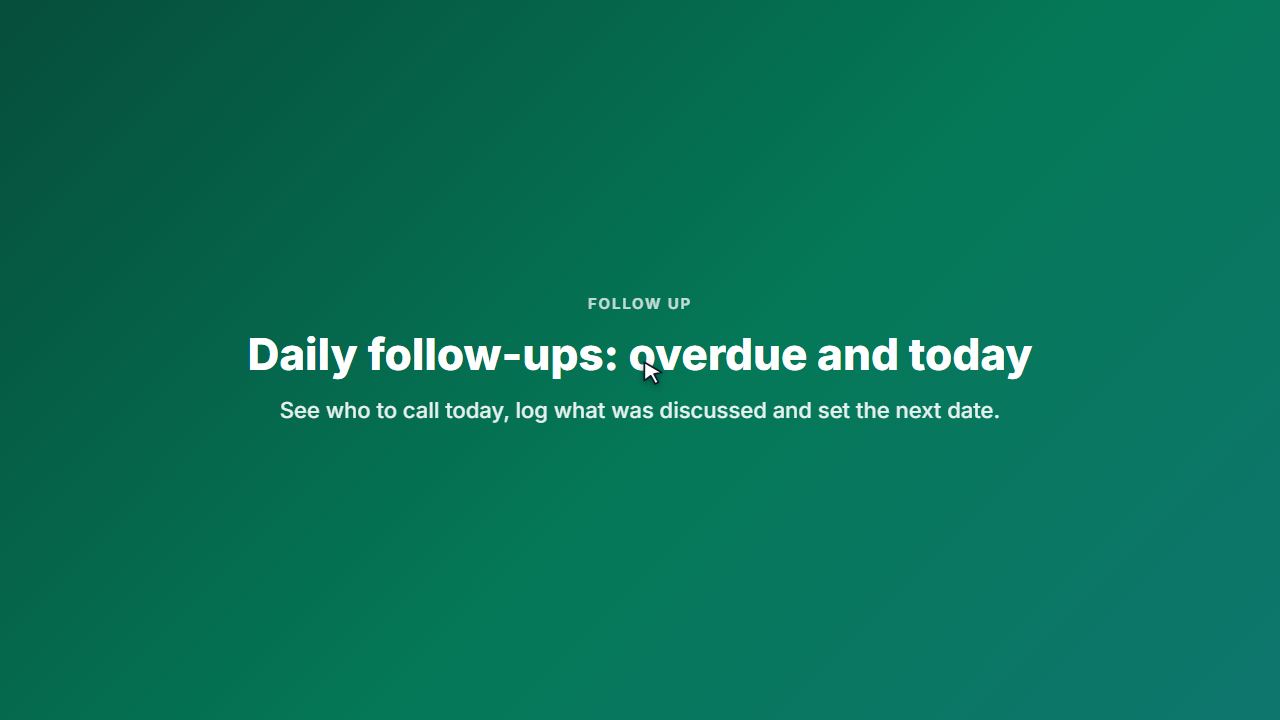 FOLLOW UP
Daily follow-ups: overdue and today
See who to call today, log what was discussed and set the next date.